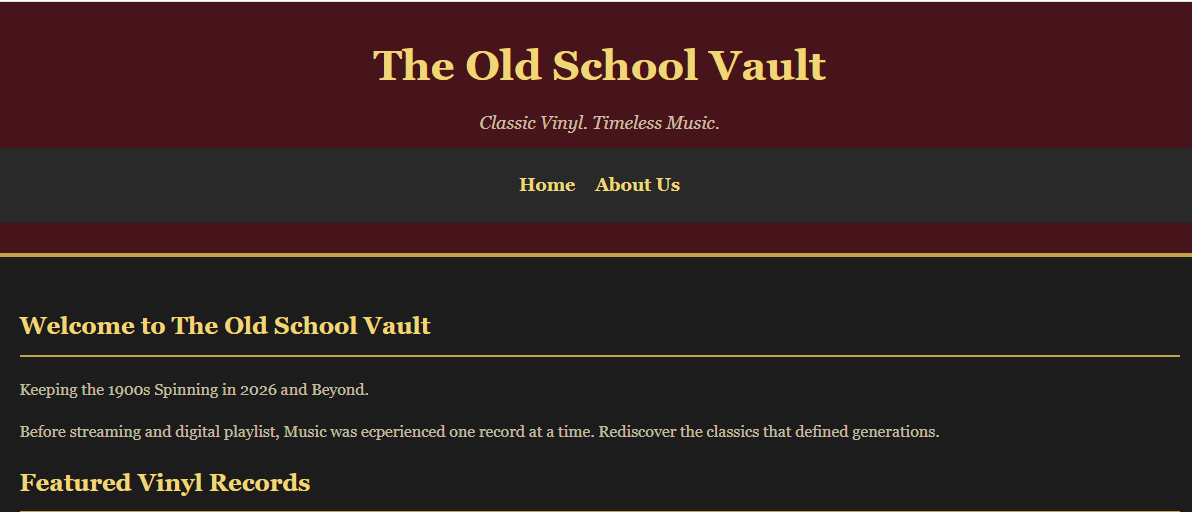 The Old School Vault
Classic Vinyl. Timeless Music.
Home About Us
Welcome to The Old School Vault
Keeping the 1900s Spinning in 2026 and Beyond.
Before streaming and digital playlist, Music was ecperienced one record at a time. Rediscover the classics that defined generations.
Featured Vinyl Records